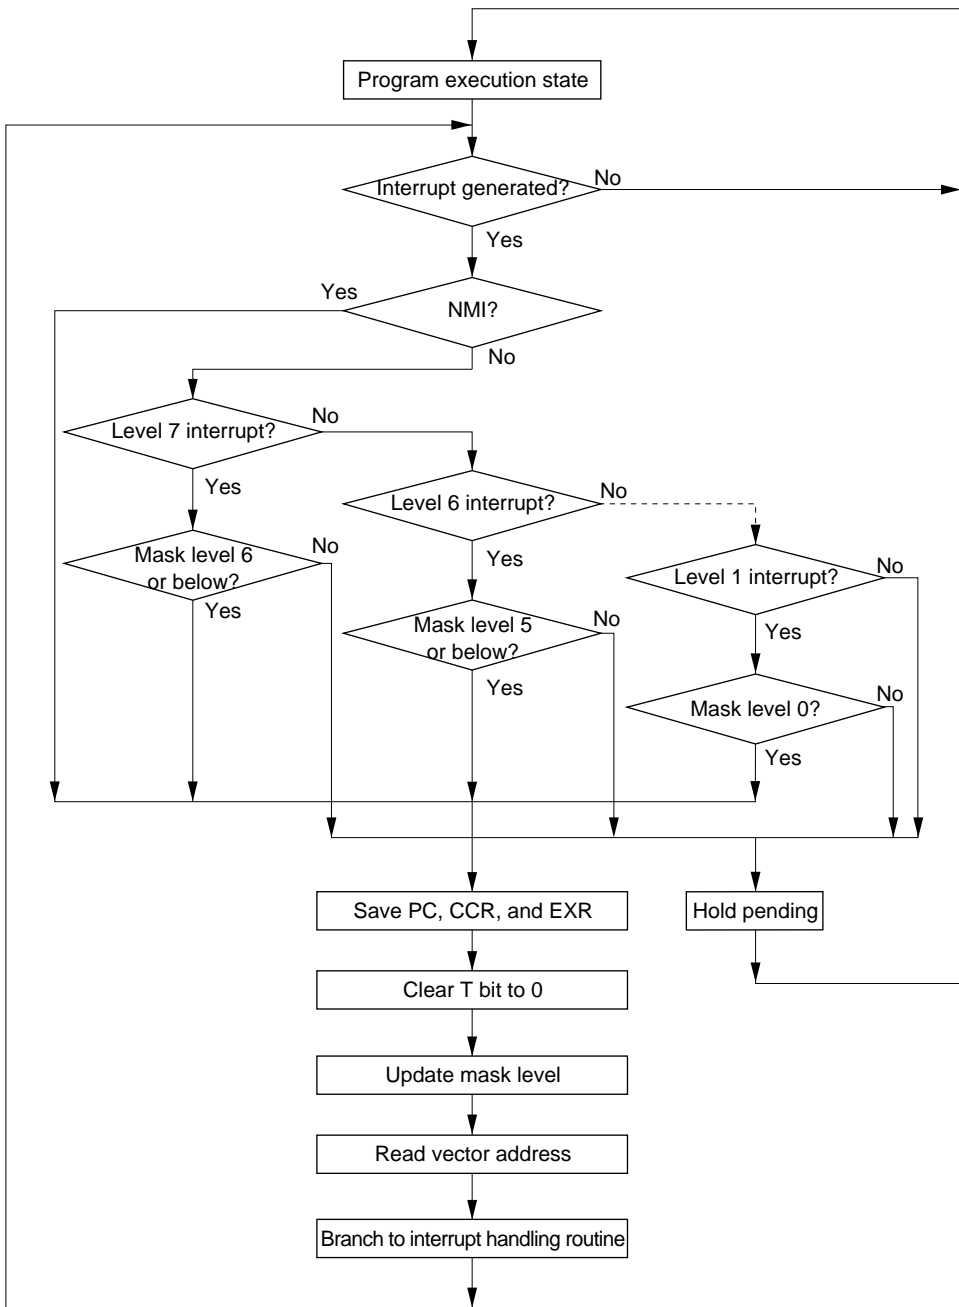 Program execution state
Interrupt generated?
No
Yes
Yes
NMI?
No
Level 7 interrupt?
No
Yes
Level 6 interrupt?
No
Yes
Mask level 6
or below?
No
Yes
Level 1 interrupt?
No
Yes
Mask level 5
or below?
No
Yes
Mask level 0?
No
Yes
Save PC, CCR, and EXR
Hold pending
Clear T bit to 0
Update mask level
Read vector address
Branch to interrupt handling routine